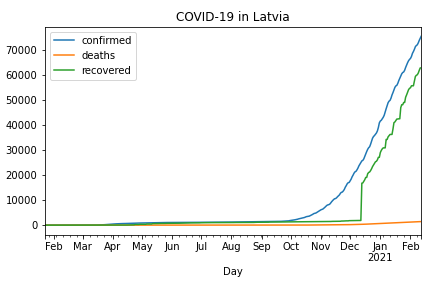 COVID-19 in Latvia
confirmed
deaths
recovered
70000
60000
50000
40000
30000
20000
10000
0
Feb Mar Apr May Jun Jul Aug Sep Oct Nov Dec Jan Feb
2021
Day